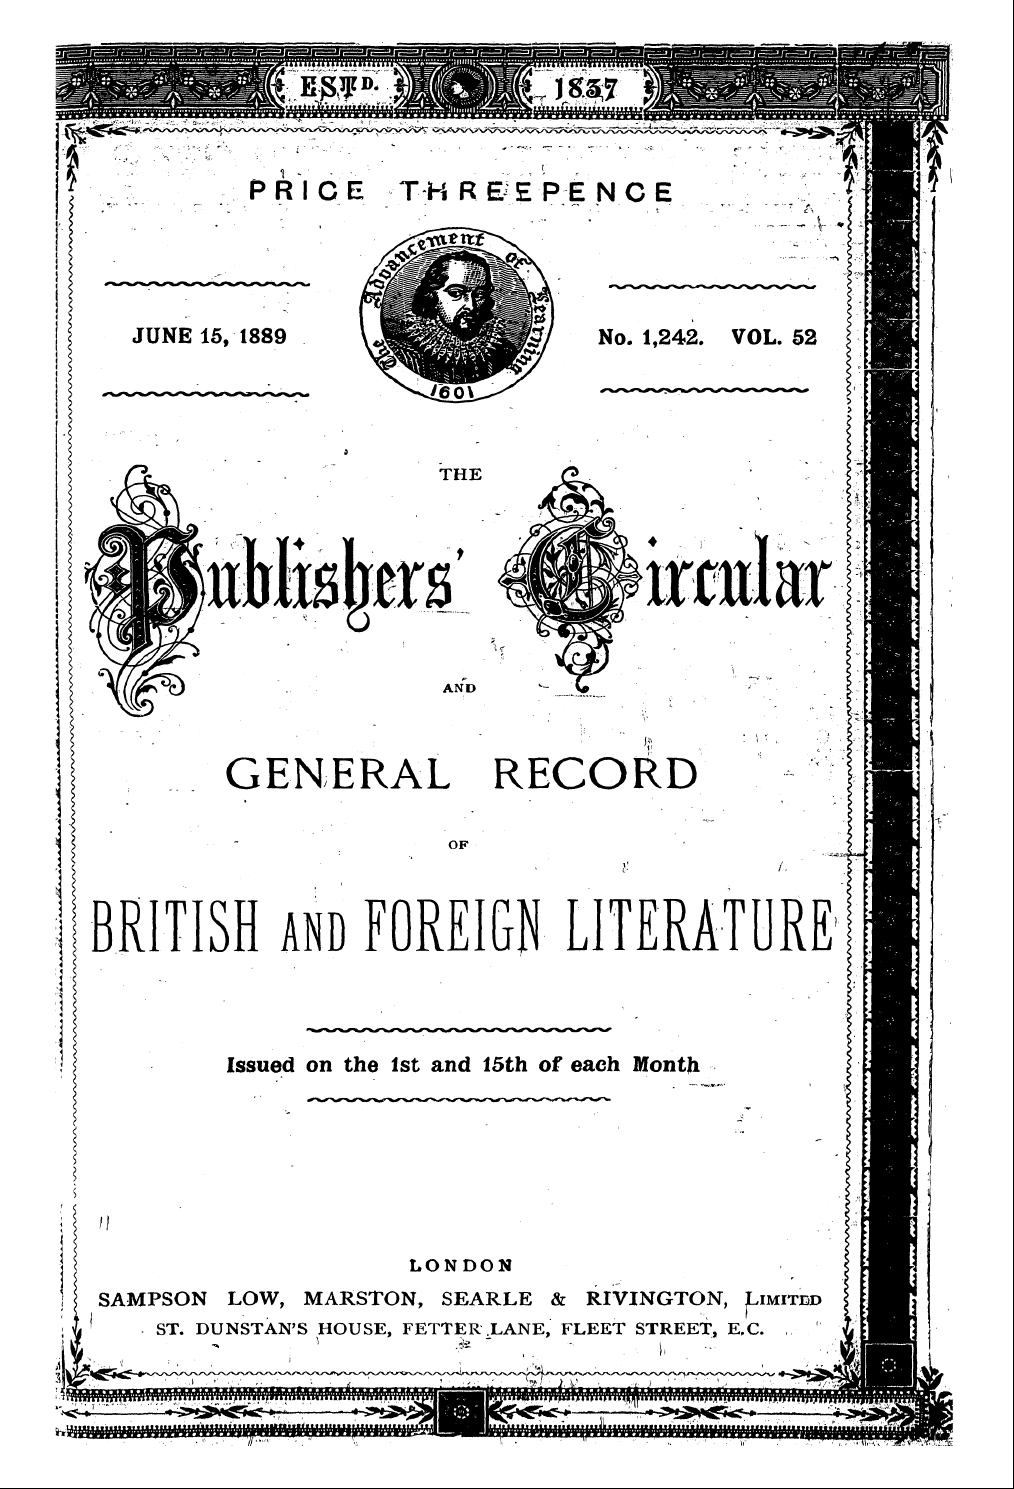 ESTD. 1837
PRICE THREEPENCE
The Advancement of Learning
1601
JUNE 15, 1889
No. 1,242. VOL. 52
THE
Publishers' Circular
AND
GENERAL RECORD
OF
BRITISH AND FOREIGN LITERATURE
Issued on the 1st and 15th of each Month
LONDON
SAMPSON LOW, MARSTON, SEARLE & RIVINGTON, LIMITED
ST. DUNSTAN'S HOUSE, FETTER LANE, FLEET STREET, E.C.